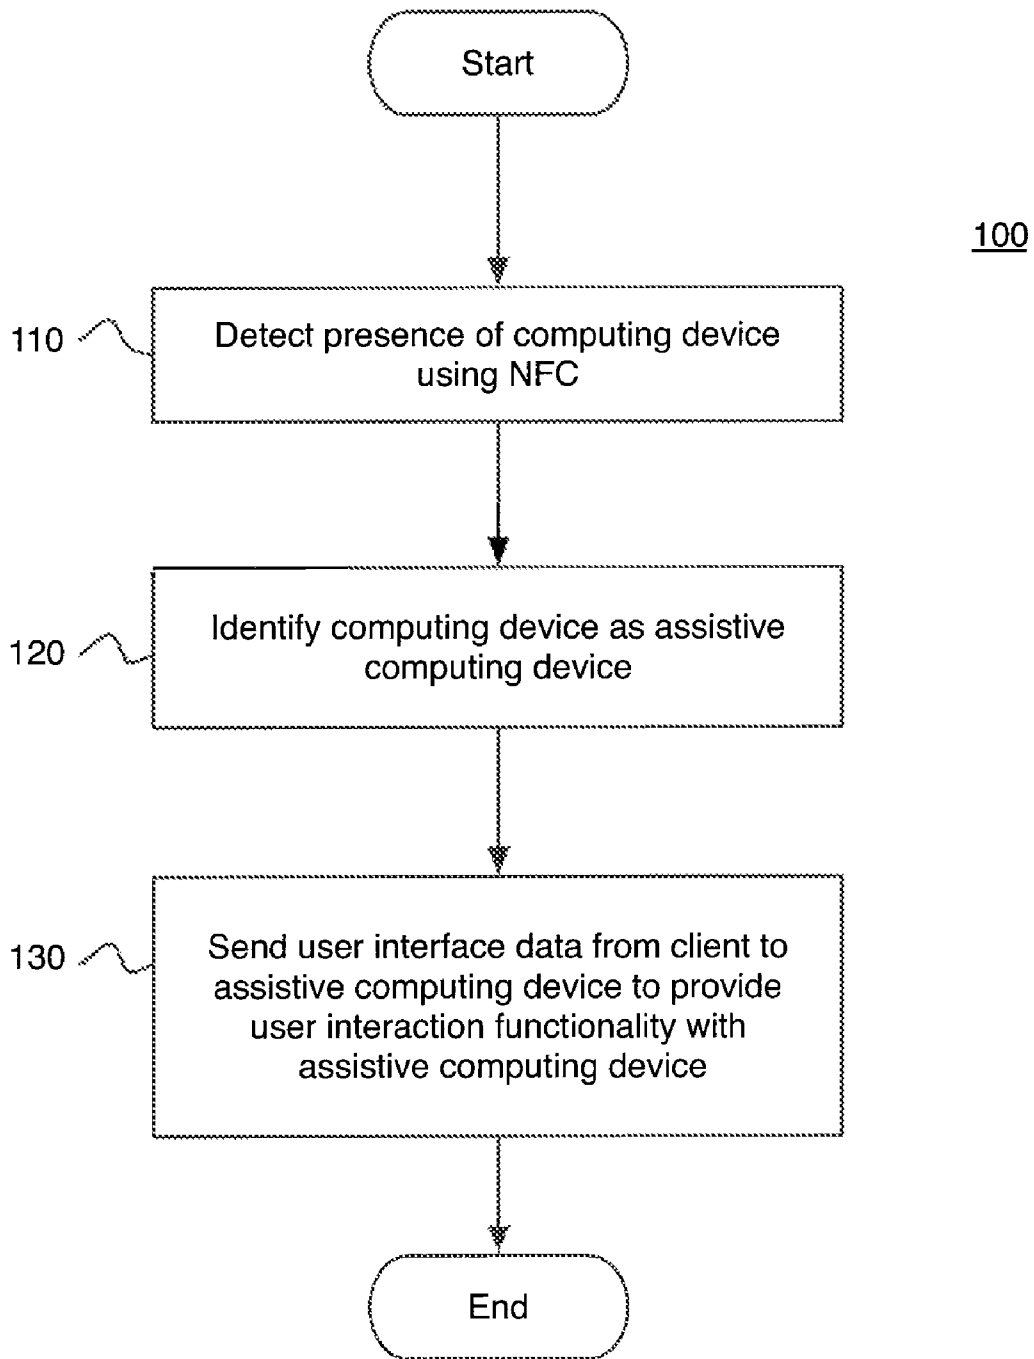 Start
100
110
Detect presence of computing device
using NFC
120
Identify computing device as assistive
computing device
130
Send user interface data from client to
assistive computing device to provide
user interaction functionality with
assistive computing device
End